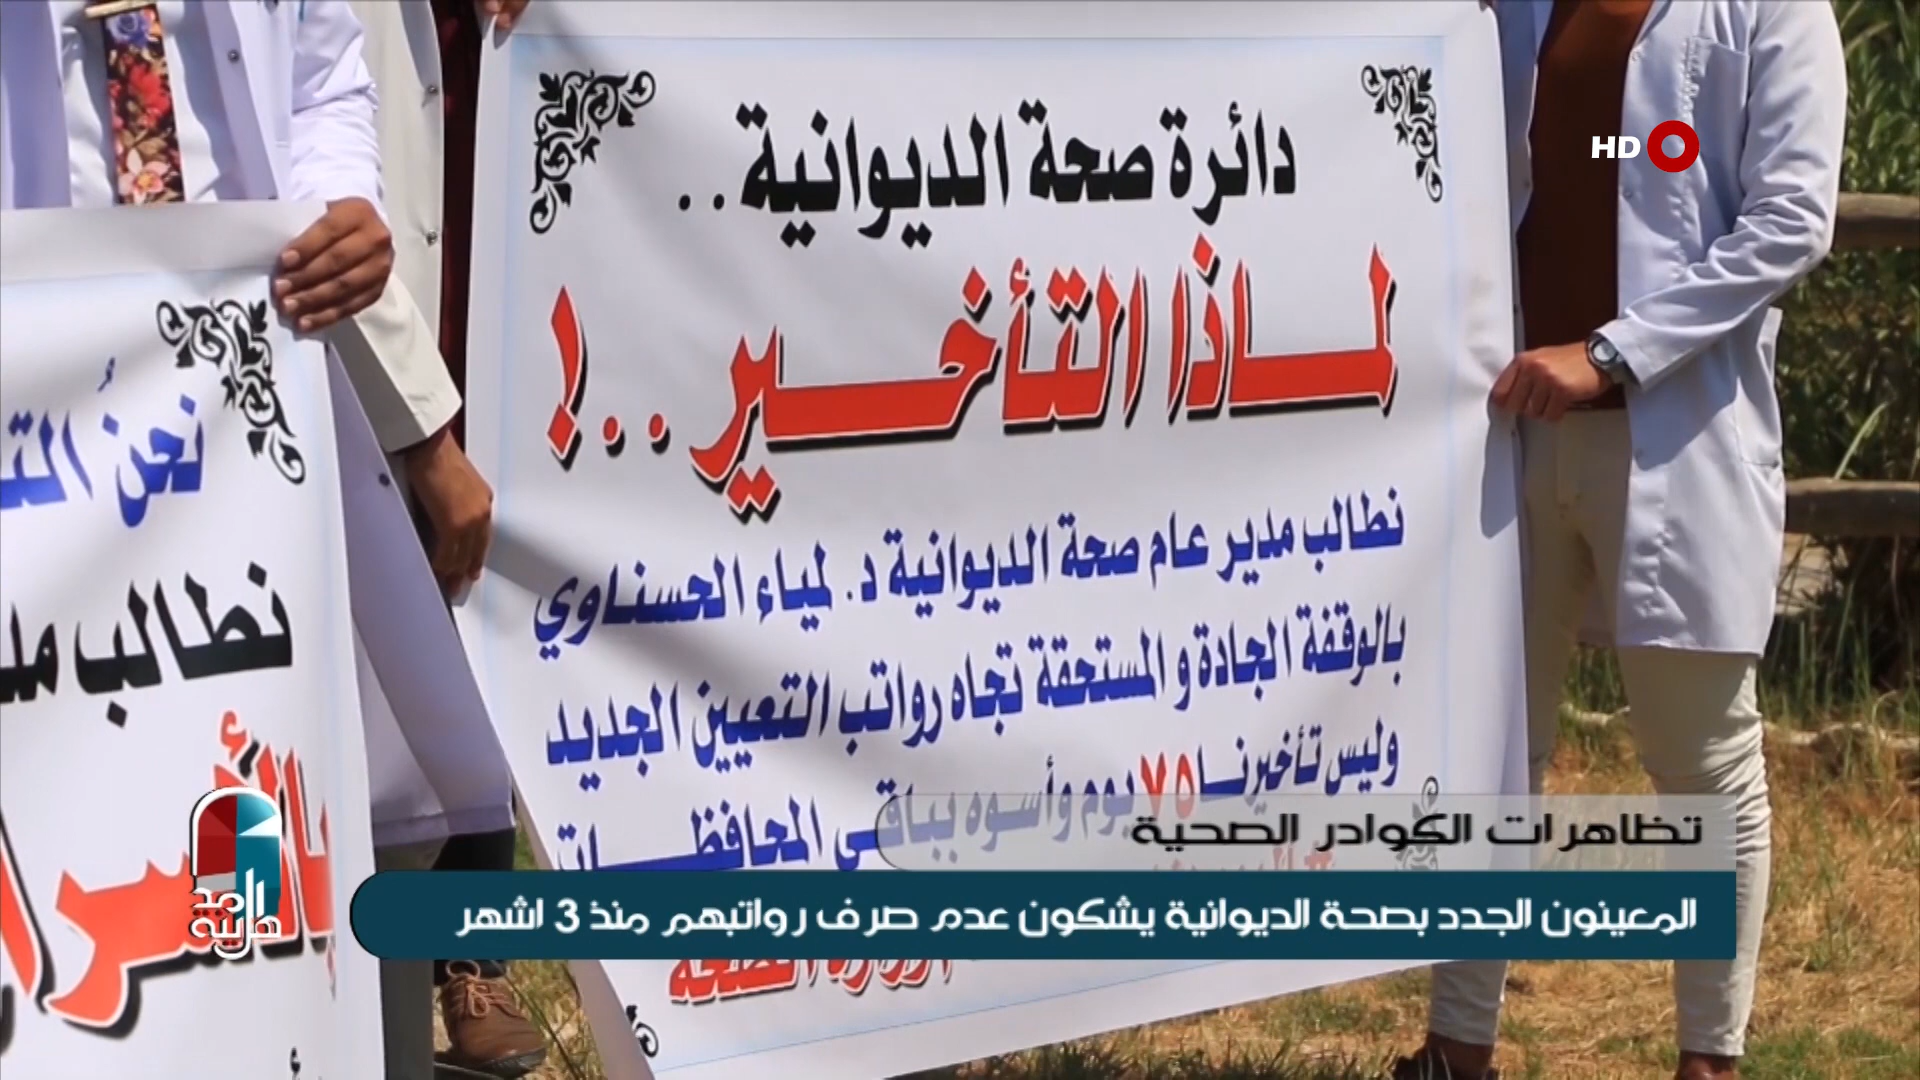 HD
دائرة صحة الديوانية . .
لماذا التأخير . . !
نطالب مدير عام صحة الديوانية د. لمياء الحسناوي
بالوقفة الجادة و المستحقة تجاه رواتب التعيين الجديد
وليس تأخيرنا ٧٥ يوم وأسوه بباقي المحافظات
نحنُ
نطالب
تظاهرات الكوادر الصحية
المعينون الجدد بصحة الديوانية يشكون عدم صرف رواتبهم منذ 3 اشهر
المدينة